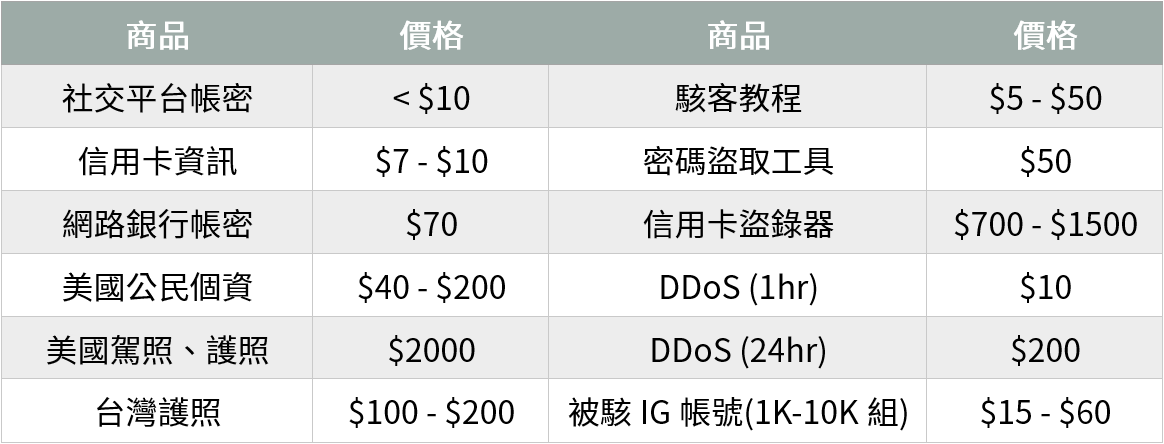 商品 價格 商品 價格
社交平台帳密 < $10 駭客教程 $5 - $50
信用卡資訊 $7 - $10 密碼盜取工具 $50
網路銀行帳密 $70 信用卡盜錄器 $700 - $1500
美國公民個資 $40 - $200 DDoS (1hr) $10
美國駕照、護照 $2000 DDoS (24hr) $200
台灣護照 $100 - $200 被駭 IG 帳號(1K-10K 組) $15 - $60